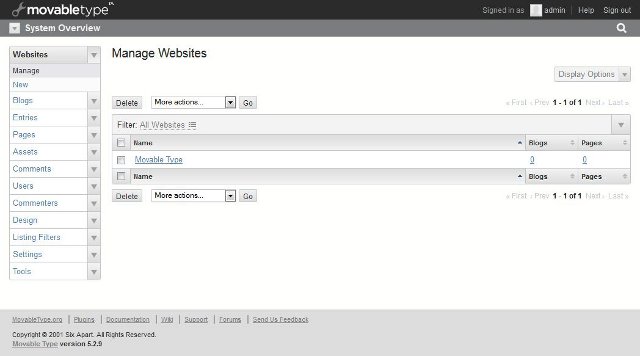 movabletype Signed in as admin Help Sign out
System Overview
Websites
Manage
New
Blogs
Entries
Pages
Assets
Comments
Users
Commenters
Design
Listing Filters
Settings
Tools
Manage Websites
Display Options
Delete More actions... Go « First ‹ Prev 1 - 1 of 1 Next › Last »
Filter: All Websites
Name Blogs Pages
Movable Type 0 0
Name Blogs Pages
Delete More actions... Go « First ‹ Prev 1 - 1 of 1 Next › Last »
MovableType.org | Plugins | Documentation | Wiki | Support | Forums | Send Us Feedback
Copyright © 2001 Six Apart. All Rights Reserved.
Movable Type version 5.2.9